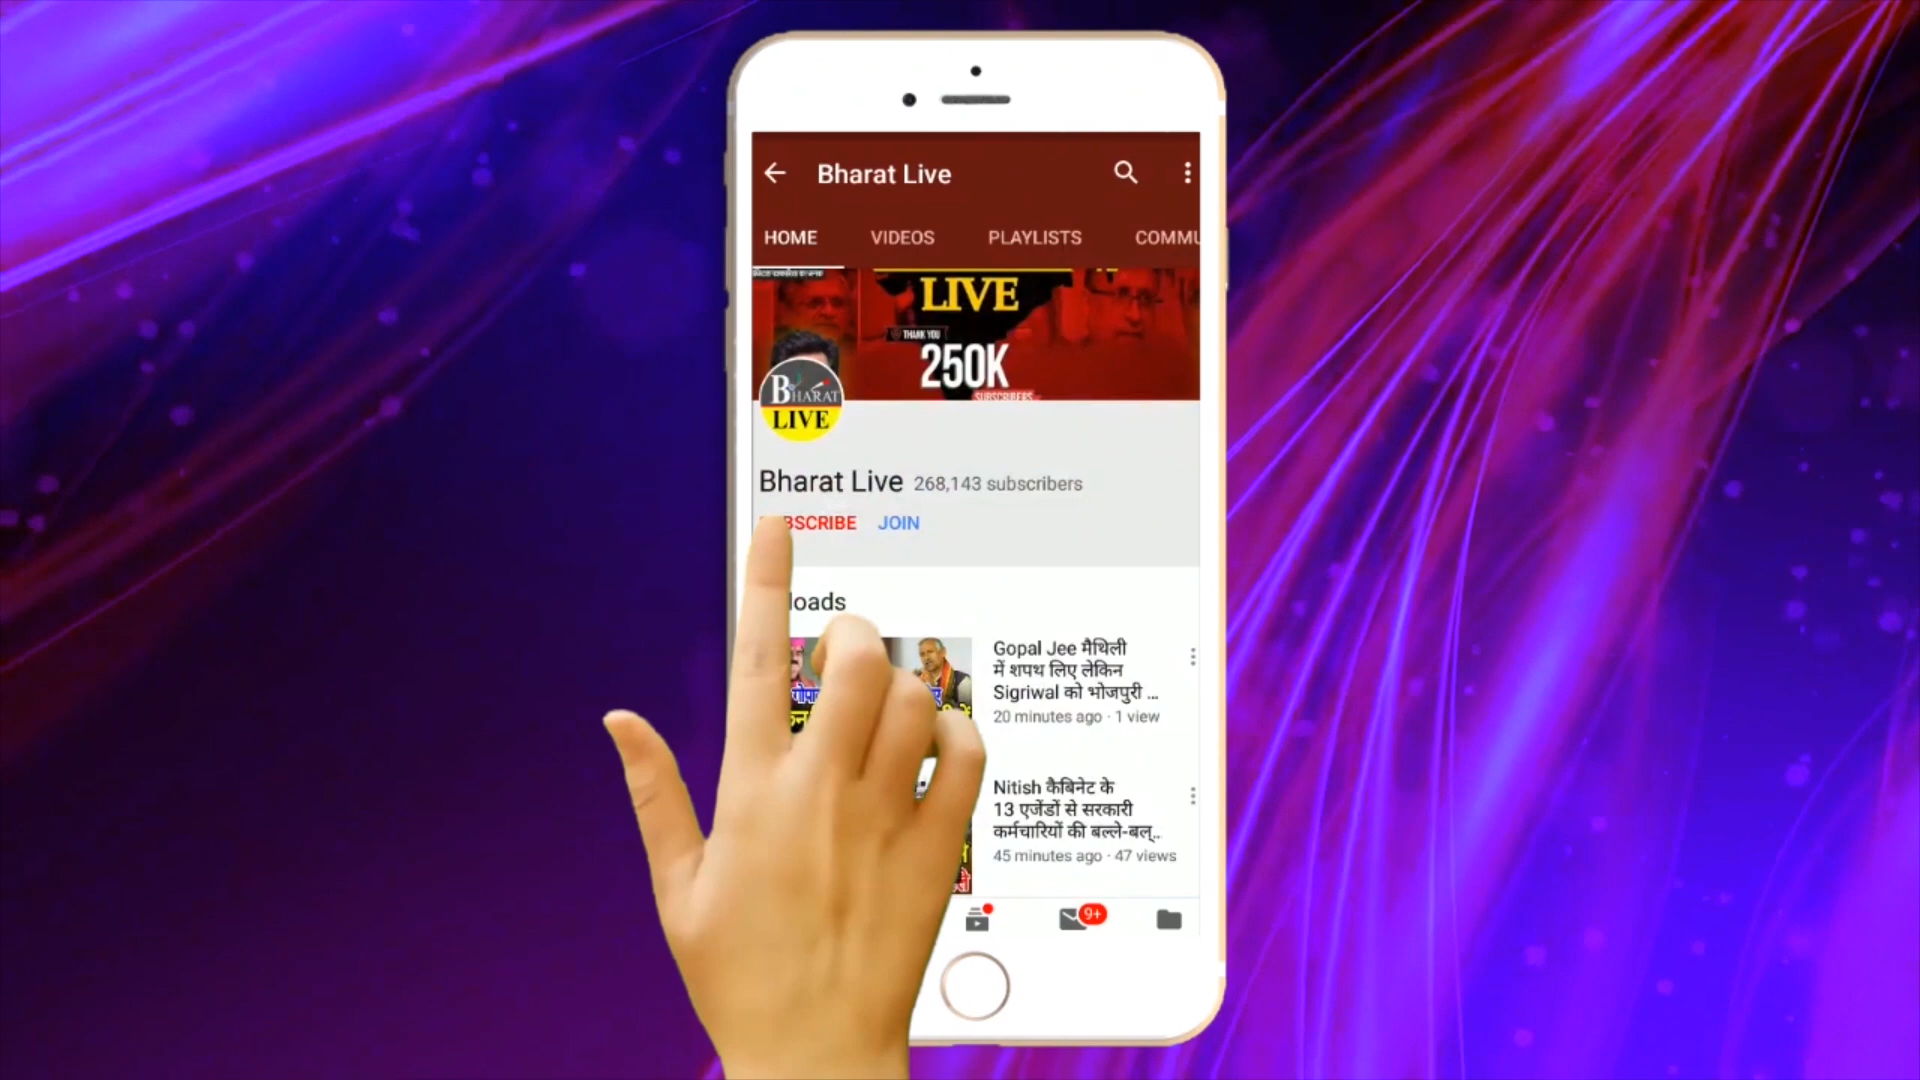 Bharat Live
HOME VIDEOS PLAYLISTS COMMU
LIVE
THANK YOU
250K
SUBSCRIBERS
BHARAT
LIVE
Bharat Live 268,143 subscribers
BSCRIBE JOIN
loads
Gopal Jee मैथिली
में शपथ लिए लेकिन
Sigriwal को भोजपुरी ...
20 minutes ago · 1 view
Nitish कैबिनेट के
13 एजेंडों से सरकारी
कर्मचारियों की बल्ले-बल्...
45 minutes ago · 47 views
9+